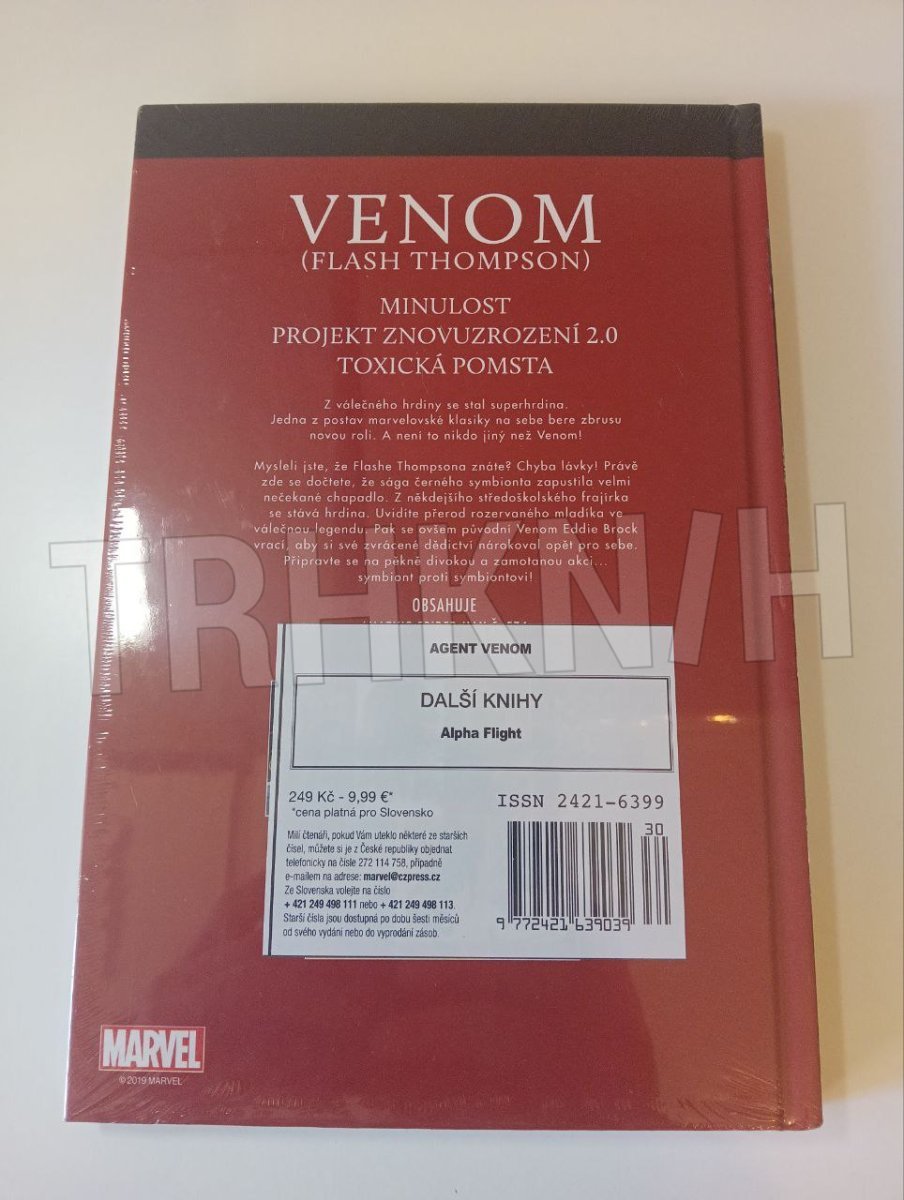 VENOM
(FLASH THOMPSON)
MINULOST
PROJEKT ZNOVUZROZENÍ 2.0
TOXICKÁ POMSTA
Z válečného hrdiny se stal superhrdina.
Jedna z postav marvelovské klasiky na sebe bere zbrusu
novou roli. A není to nikdo jiný než Venom!
Mysleli jste, že Flashe Thompsona znáte? Chyba lávky! Právě
zde se dočtete, že sága černého symbionta zapustila velmi
nečekané chapadlo. Z někdejšího středoškolského frajírka
se stává hrdina. Uvidíte přerod rozervaného mladíka ve
válečnou legendu. Pak se ovšem původní Venom Eddie Brock
vrací, aby si své zvrácené dědictví nárokoval opět pro sebe.
Připravte se na pěkně divokou a zamotanou akci...
symbiont proti symbiontovi!
TRHKNI/H
OBSAHUJE
AGENT VENOM
DALŠÍ KNIHY
Alpha Flight
249 Kč - 9,99 €*
*cena platná pro Slovensko
Milí čtenáři, pokud Vám uteklo některé ze starších
čísel, můžete si je z České republiky objednat
telefonicky na čísle 272 114 758, případně
e-mailem na adrese: marvel@czpress.cz
Ze Slovenska volejte na číslo
+ 421 249 498 111 nebo + 421 249 498 113.
Starší čísla jsou dostupná po dobu šesti měsíců
od svého vydání nebo do vyprodání zásob.
ISSN 2421-6399
30
9 772421 639039
MARVEL
© 2019 MARVEL